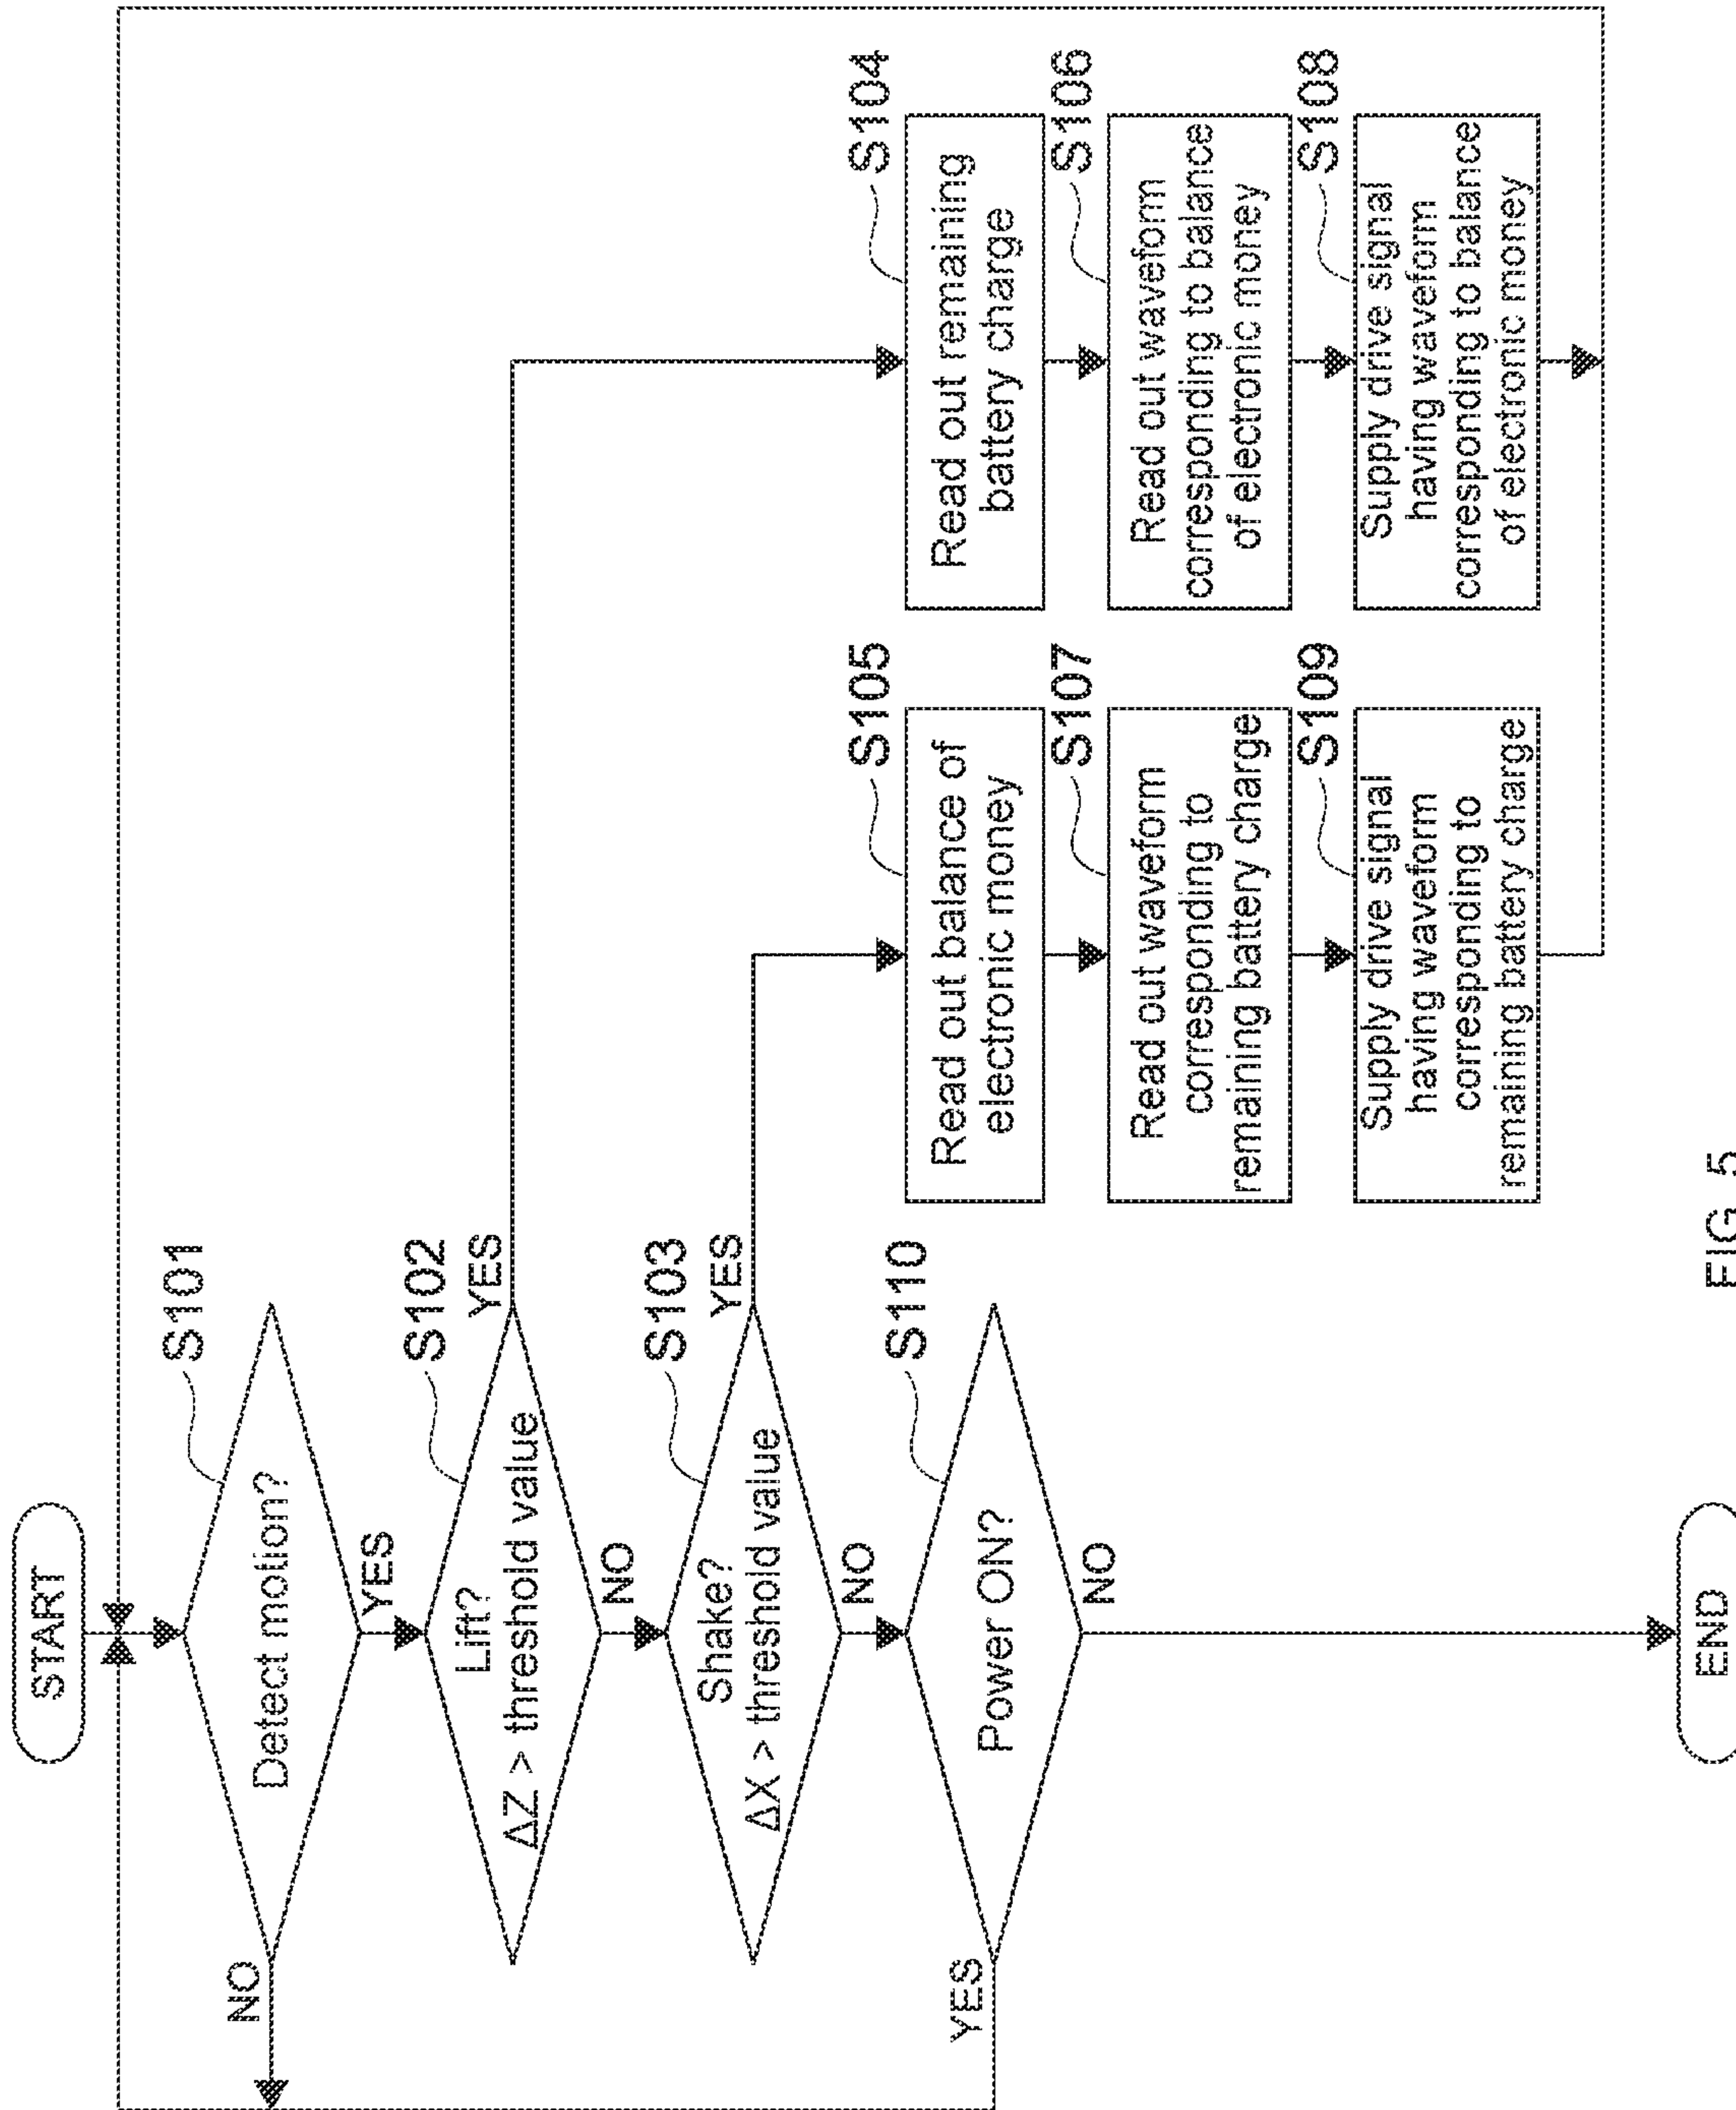 START
S101
Detect motion?
NO
YES
S102
Lift?
ΔZ > threshold value
YES
NO
S103
Shake?
ΔX > threshold value
YES
NO
S110
Power ON?
YES
NO
END
S105
Read out balance of
electronic money
S107
Read out waveform
corresponding to
remaining battery charge
S109
Supply drive signal
having waveform
corresponding to
remaining battery charge
S104
Read out remaining
battery charge
S106
Read out waveform
corresponding to balance
of electronic money
S108
Supply drive signal
having waveform
corresponding to balance
of electronic money
FIG. 5